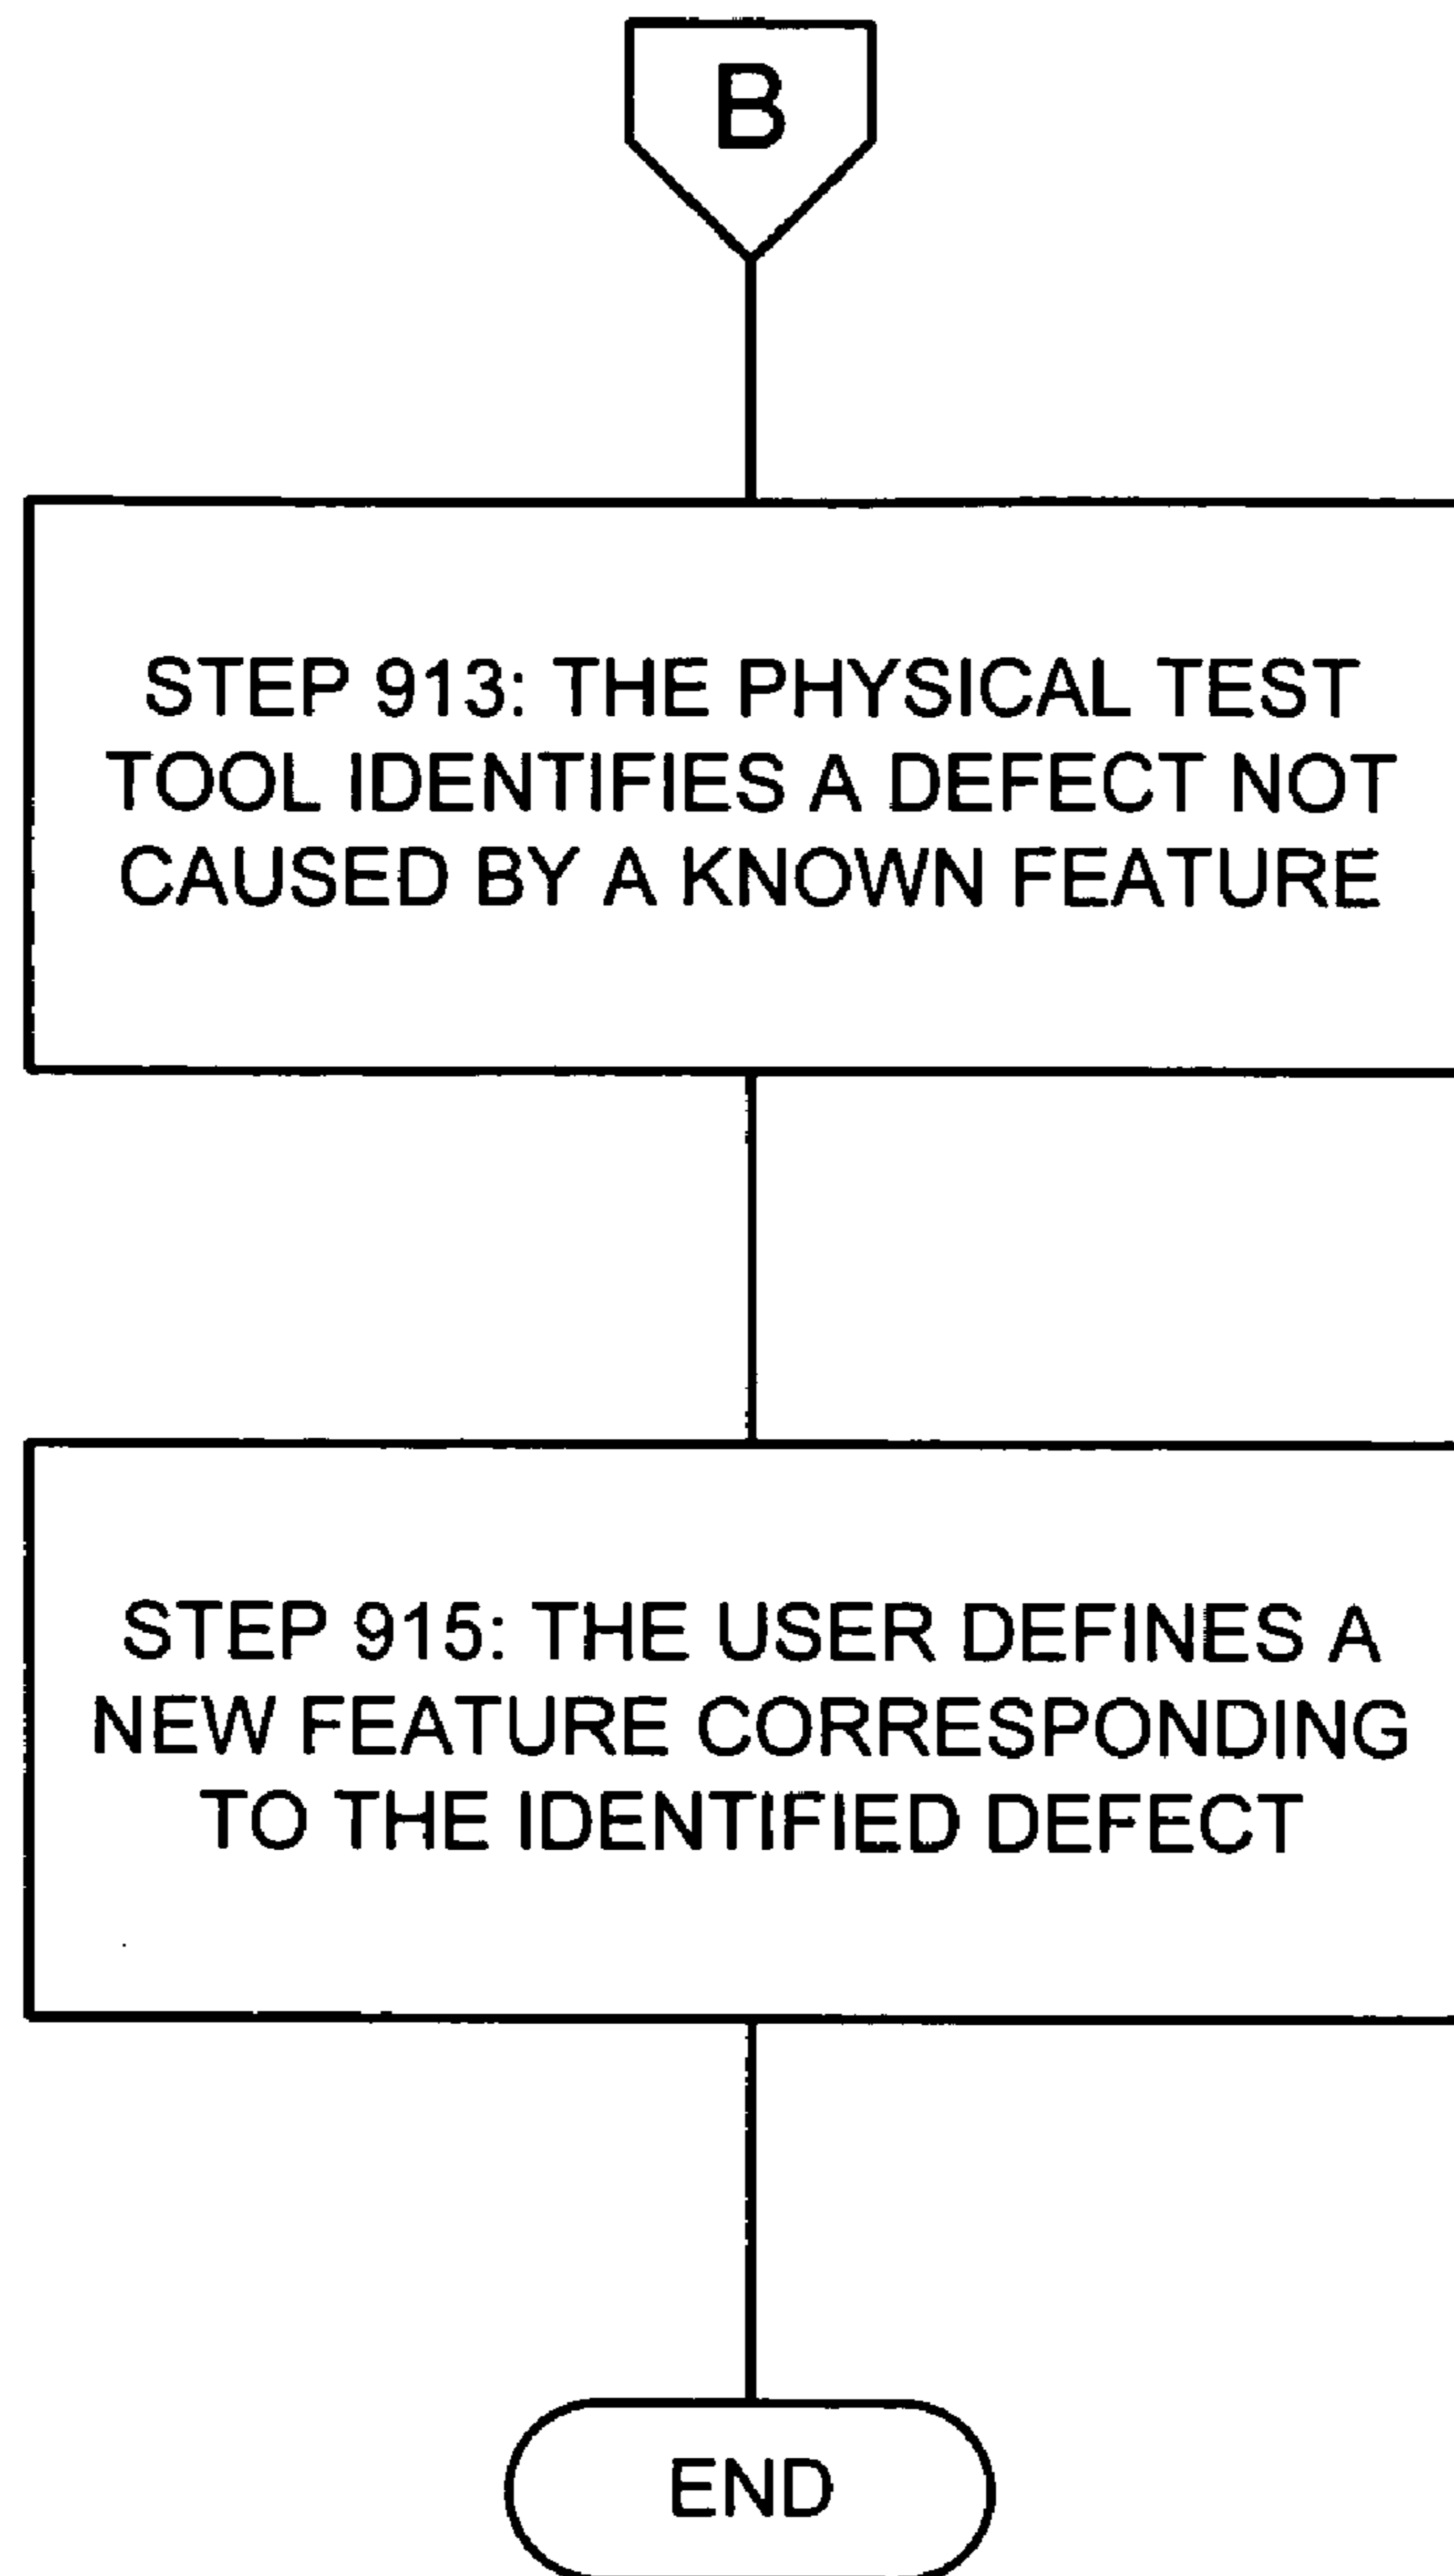 B
STEP 913: THE PHYSICAL TEST
TOOL IDENTIFIES A DEFECT NOT
CAUSED BY A KNOWN FEATURE
STEP 915: THE USER DEFINES A
NEW FEATURE CORRESPONDING
TO THE IDENTIFIED DEFECT
END